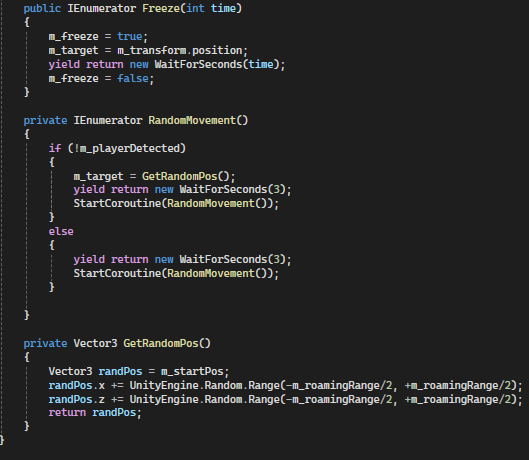 public IEnumerator Freeze(int time)
{
m_freeze = true;
m_target = m_transform.position;
yield return new WaitForSeconds(time);
m_freeze = false;
}
private IEnumerator RandomMovement()
{
if (!m_playerDetected)
{
m_target = GetRandomPos();
yield return new WaitForSeconds(3);
StartCoroutine(RandomMovement());
}
else
{
yield return new WaitForSeconds(3);
StartCoroutine(RandomMovement());
}
}
private Vector3 GetRandomPos()
{
Vector3 randPos = m_startPos;
randPos.x += UnityEngine.Random.Range(-m_roamingRange/2, +m_roamingRange/2);
randPos.z += UnityEngine.Random.Range(-m_roamingRange/2, +m_roamingRange/2);
return randPos;
}
}